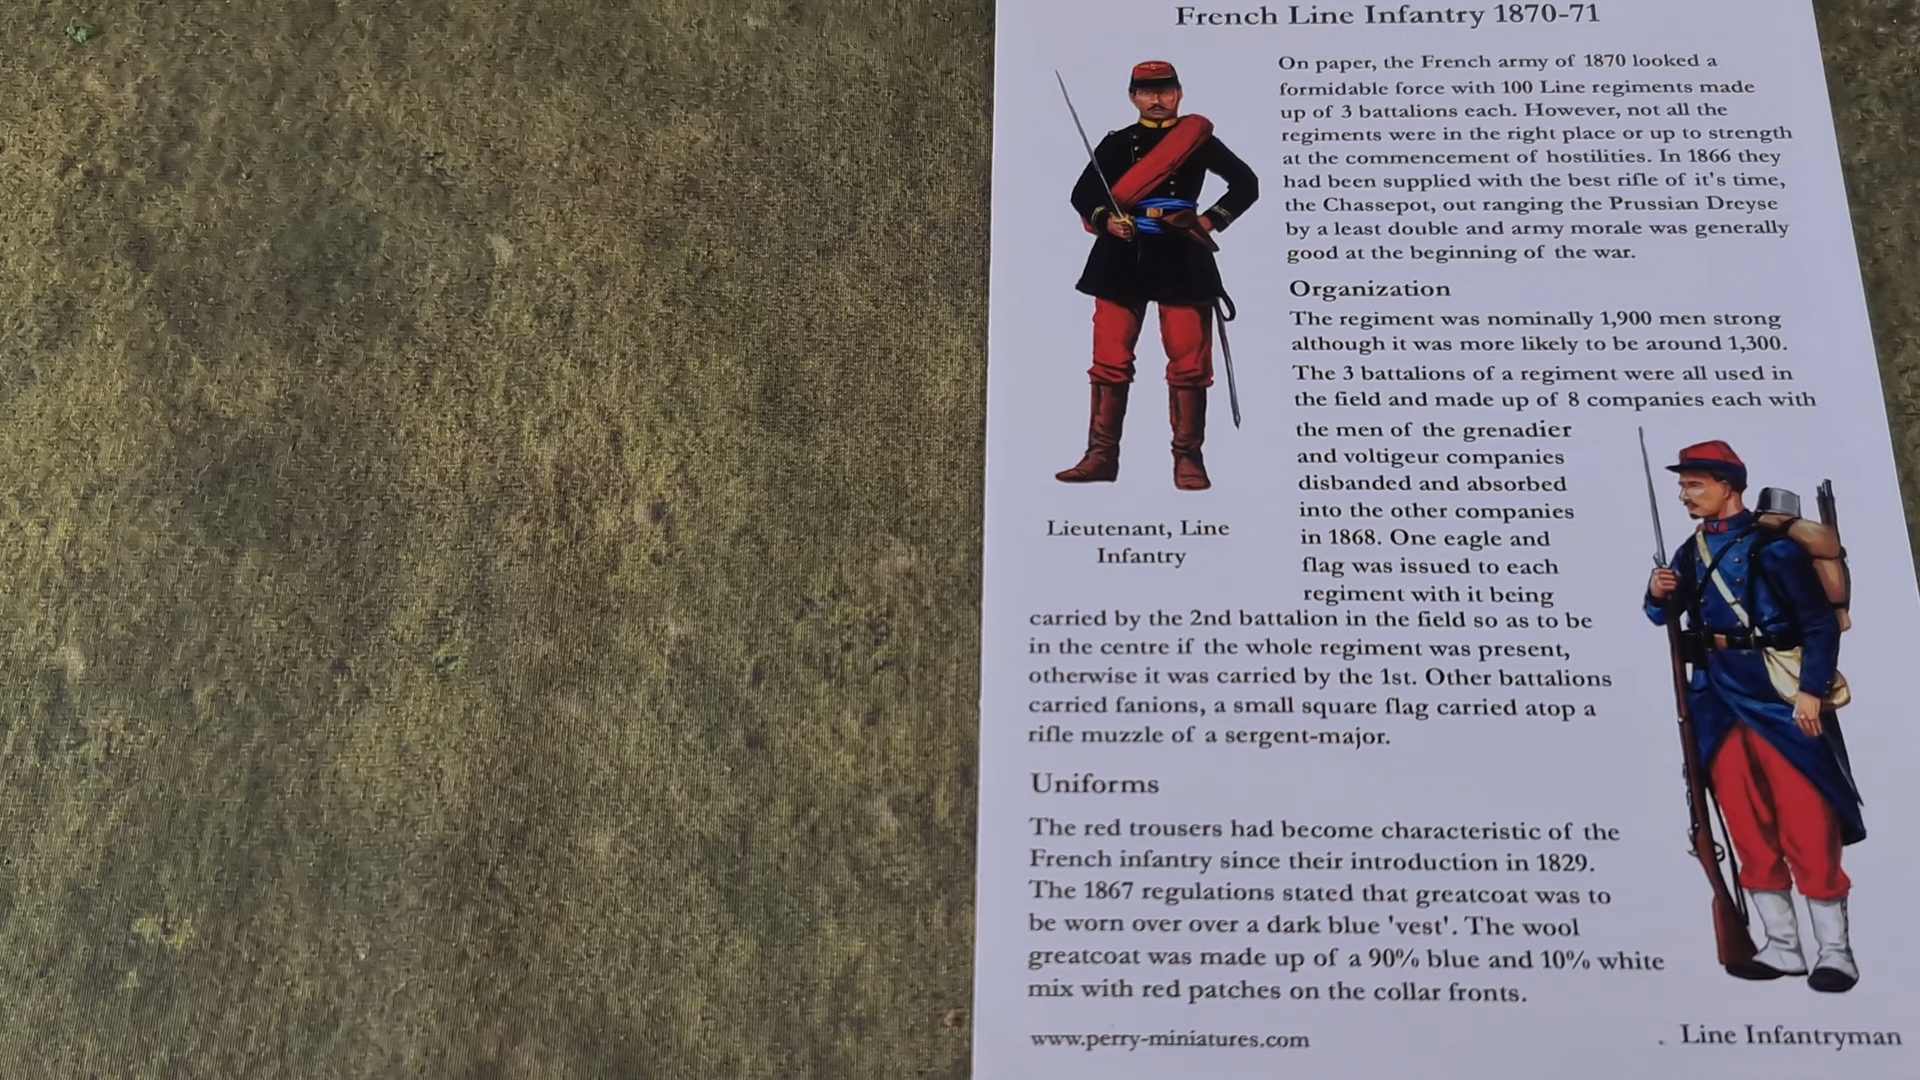 French Line Infantry 1870-71
On paper, the French army of 1870 looked a
formidable force with 100 Line regiments made
up of 3 battalions each. However, not all the
regiments were in the right place or up to strength
at the commencement of hostilities. In 1866 they
had been supplied with the best rifle of it's time,
the Chassepot, out ranging the Prussian Dreyse
by a least double and army morale was generally
good at the beginning of the war.
Organization
The regiment was nominally 1,900 men strong
although it was more likely to be around 1,300.
The 3 battalions of a regiment were all used in
the field and made up of 8 companies each with
the men of the grenadier
and voltigeur companies
disbanded and absorbed
into the other companies
in 1868. One eagle and
flag was issued to each
regiment with it being
carried by the 2nd battalion in the field so as to be
in the centre if the whole regiment was present,
otherwise it was carried by the 1st. Other battalions
carried fanions, a small square flag carried atop a
rifle muzzle of a sergent-major.
Lieutenant, Line
Infantry
Uniforms
The red trousers had become characteristic of the
French infantry since their introduction in 1829.
The 1867 regulations stated that greatcoat was to
be worn over over a dark blue 'vest'. The wool
greatcoat was made up of a 90% blue and 10% white
mix with red patches on the collar fronts.
www.perry-miniatures.com
Line Infantryman